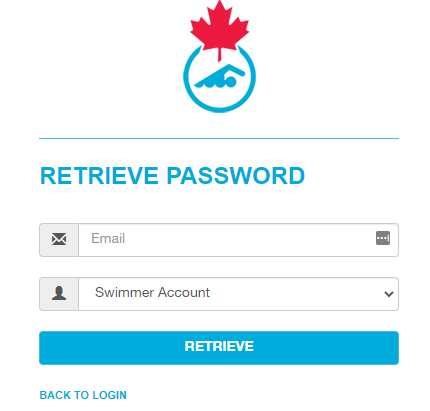 RETRIEVE PASSWORD
Email
Swimmer Account
RETRIEVE
BACK TO LOGIN